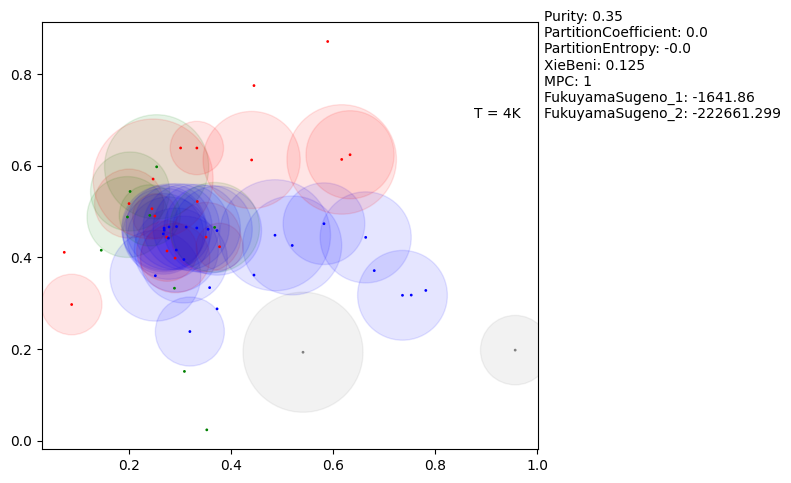 Purity: 0.35
PartitionCoefficient: 0.0
PartitionEntropy: -0.0
XieBeni: 0.125
MPC: 1
FukuyamaSugeno_1: -1641.86
FukuyamaSugeno_2: -222661.299
T = 4K
0.8
0.6
0.4
0.2
0.0
0.2 0.4 0.6 0.8 1.0